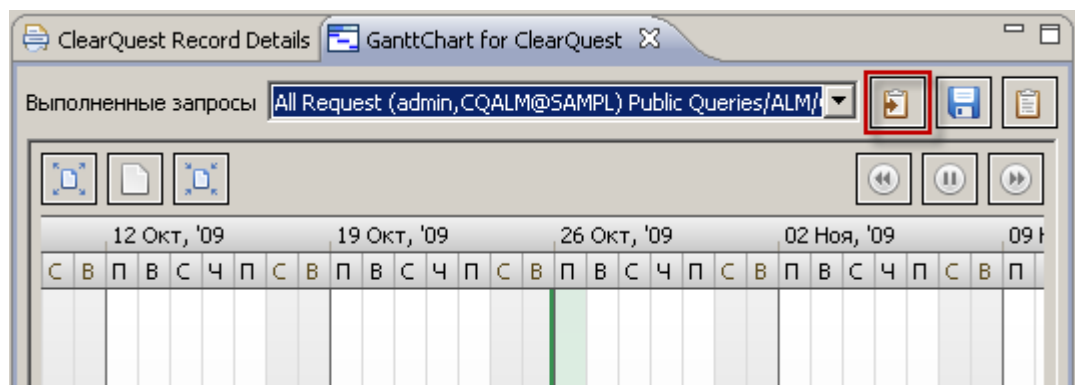 ClearQuest Record Details GanttChart for ClearQuest
Выполненные запросы All Request (admin,CQALM@SAMPL) Public Queries/ALM/
12 Окт, '09 19 Окт, '09 26 Окт, '09 02 Ноя, '09 09
С В П В С Ч П С В П В С Ч П С В П В С Ч П С В П В С Ч П С В П